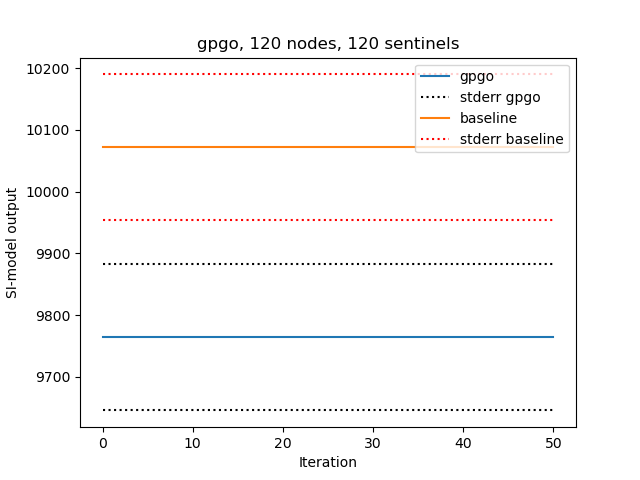 gpgo, 120 nodes, 120 sentinels
10200
10100
10000
9900
9800
9700
SI-model output
gpgo
stderr gpgo
baseline
stderr baseline
0 10 20 30 40 50
Iteration